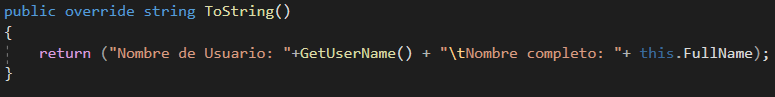 public override string ToString()
{
    return ("Nombre de Usuario: "+GetUserName() + "\tNombre completo: "+ this.FullName);
}